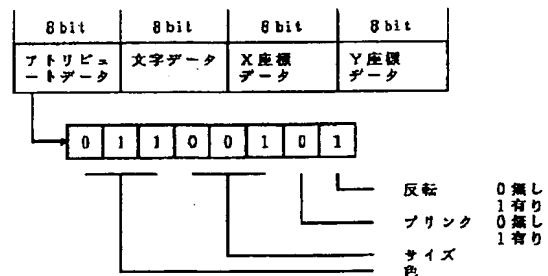 8bit 8bit 8bit 8bit
アトリビュ
ートデータ
文字データ
X座標
データ
Y座標
データ
0 1 1 0 0 1 0 1
反転 0無し
1有り
ブリンク 0無し
1有り
サイズ
色